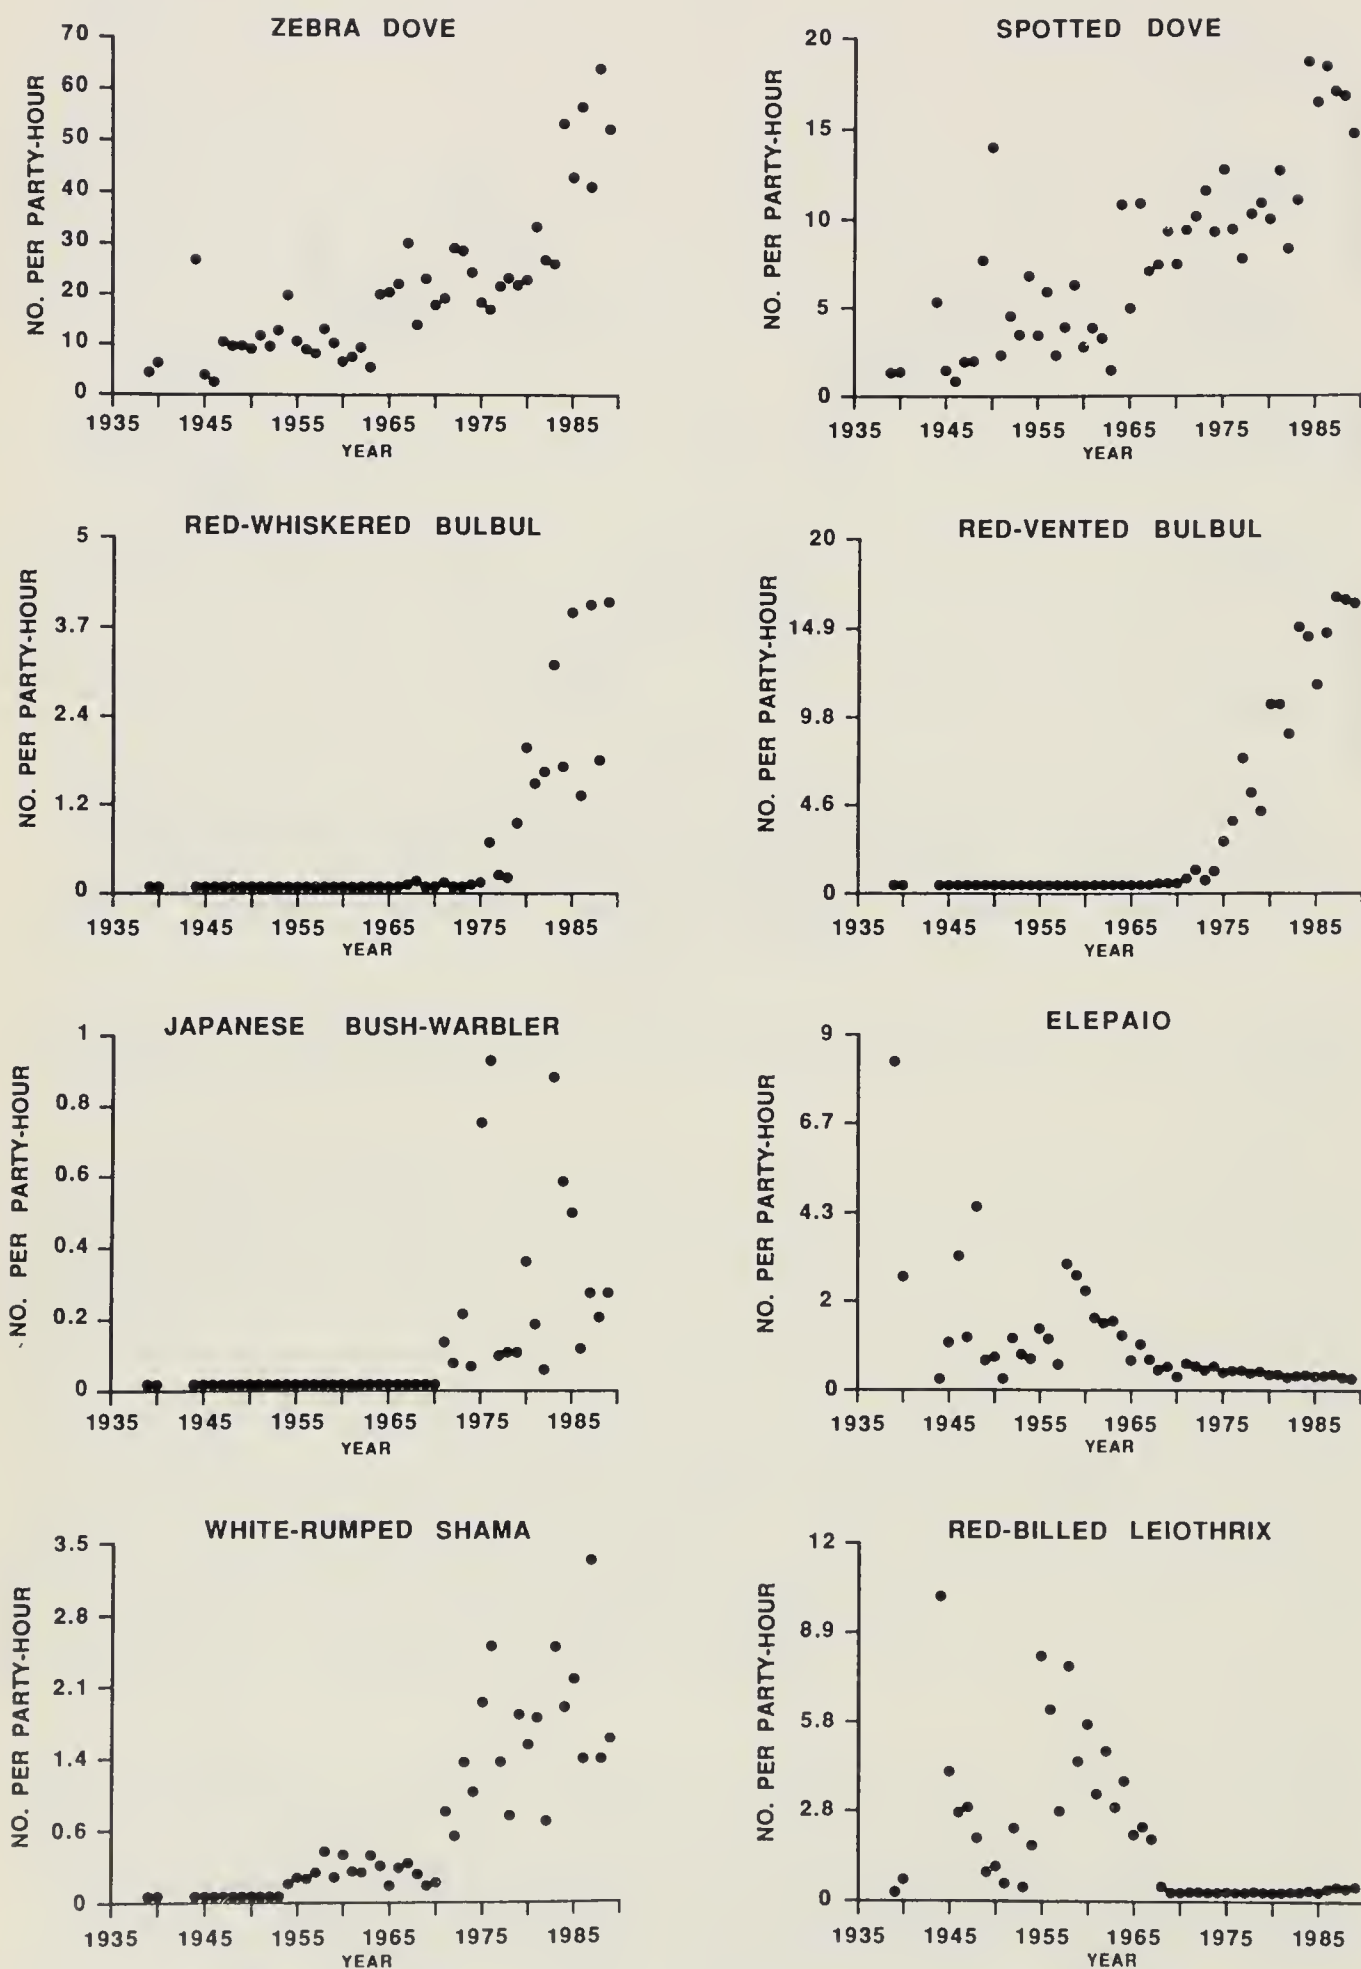 ZEBRA DOVE
NO. PER PARTY-HOUR
70
60
50
40
30
20
10
0
1935 1945 1955 1965 1975 1985
YEAR
SPOTTED DOVE
NO. PER PARTY-HOUR
20
15
10
5
0
1935 1945 1955 1965 1975 1985
YEAR
RED-WHISKERED BULBUL
NO. PER PARTY-HOUR
5
3.7
2.4
1.2
0
1935 1945 1955 1965 1975 1985
YEAR
RED-VENTED BULBUL
NO. PER PARTY-HOUR
20
14.9
9.8
4.6
0
1935 1945 1955 1965 1975 1985
YEAR
JAPANESE BUSH-WARBLER
NO. PER PARTY-HOUR
1
0.8
0.6
0.4
0.2
0
1935 1945 1955 1965 1975 1985
YEAR
ELEPAIO
NO. PER PARTY-HOUR
9
6.7
4.3
2
0
1935 1945 1955 1965 1975 1985
YEAR
WHITE-RUMPED SHAMA
NO. PER PARTY-HOUR
3.5
2.8
2.1
1.4
0.6
0
1935 1945 1955 1965 1975 1985
YEAR
RED-BILLED LEIOTHRIX
NO. PER PARTY-HOUR
12
8.9
5.8
2.8
0
1935 1945 1955 1965 1975 1985
YEAR